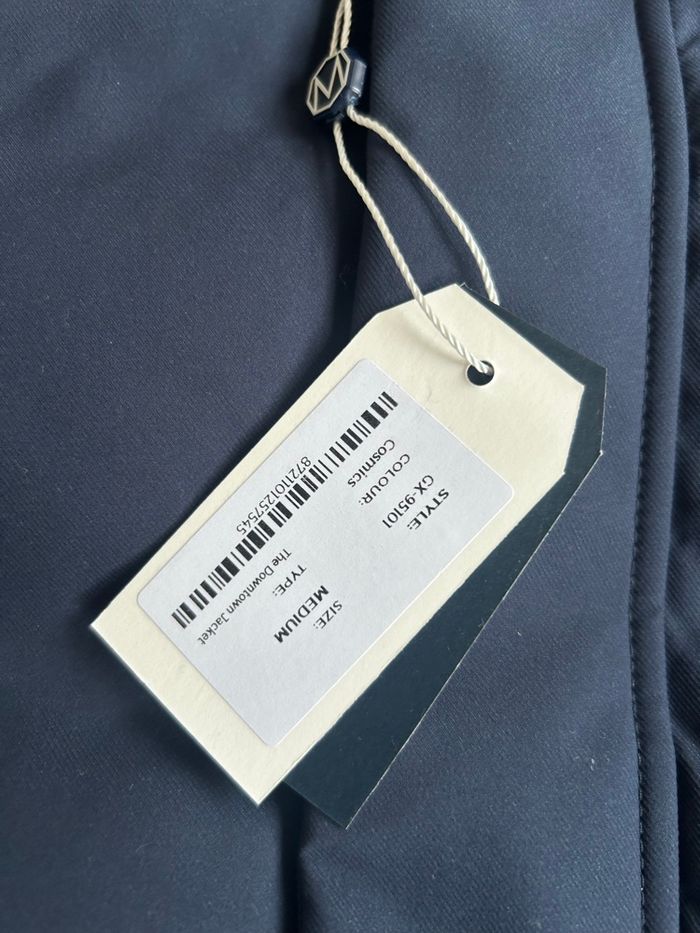 STYLE:
GX-95101
COLOUR:
Cosmics
SIZE:
MEDIUM
TYPE:
The Downtown Jacket
8721101257545